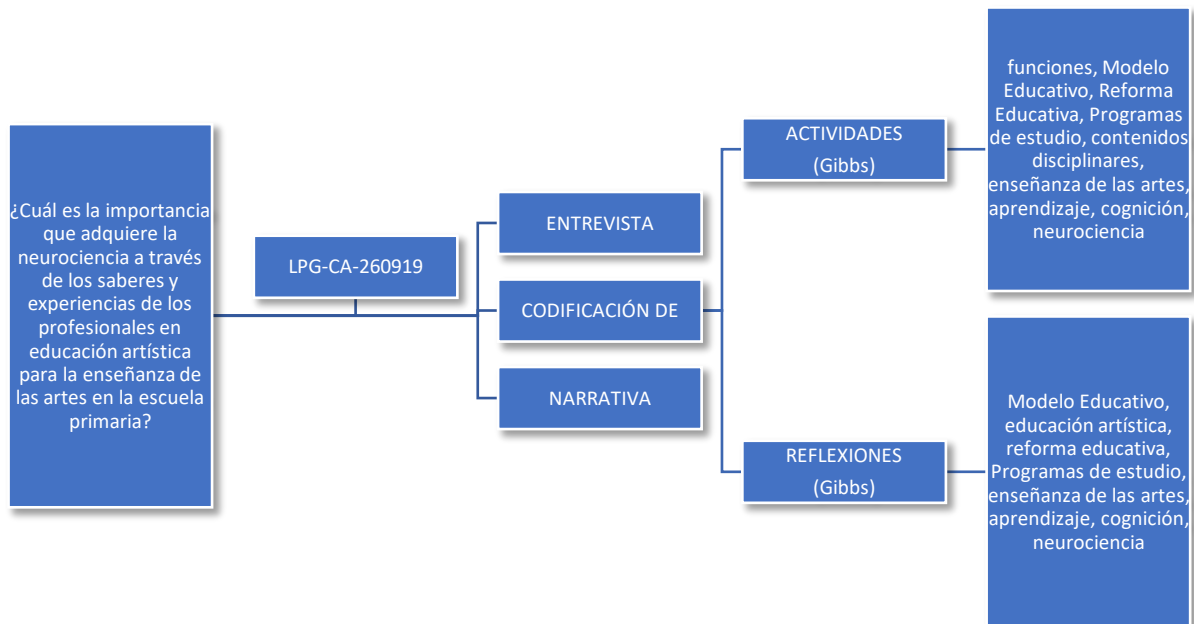 ¿Cuál es la importancia
que adquiere la
neurociencia a través
de los saberes y
experiencias de los
profesionales en
educación artística
para la enseñanza de
las artes en la escuela
primaria?
LPG-CA-260919
ENTREVISTA
CODIFICACIÓN DE
NARRATIVA
ACTIVIDADES
(Gibbs)
funciones, Modelo
Educativo, Reforma
Educativa, Programas
de estudio, contenidos
disciplinares,
enseñanza de las artes,
aprendizaje, cognición,
neurociencia
REFLEXIONES
(Gibbs)
Modelo Educativo,
educación artística,
reforma educativa,
Programas de estudio,
enseñanza de las artes,
aprendizaje, cognición,
neurociencia